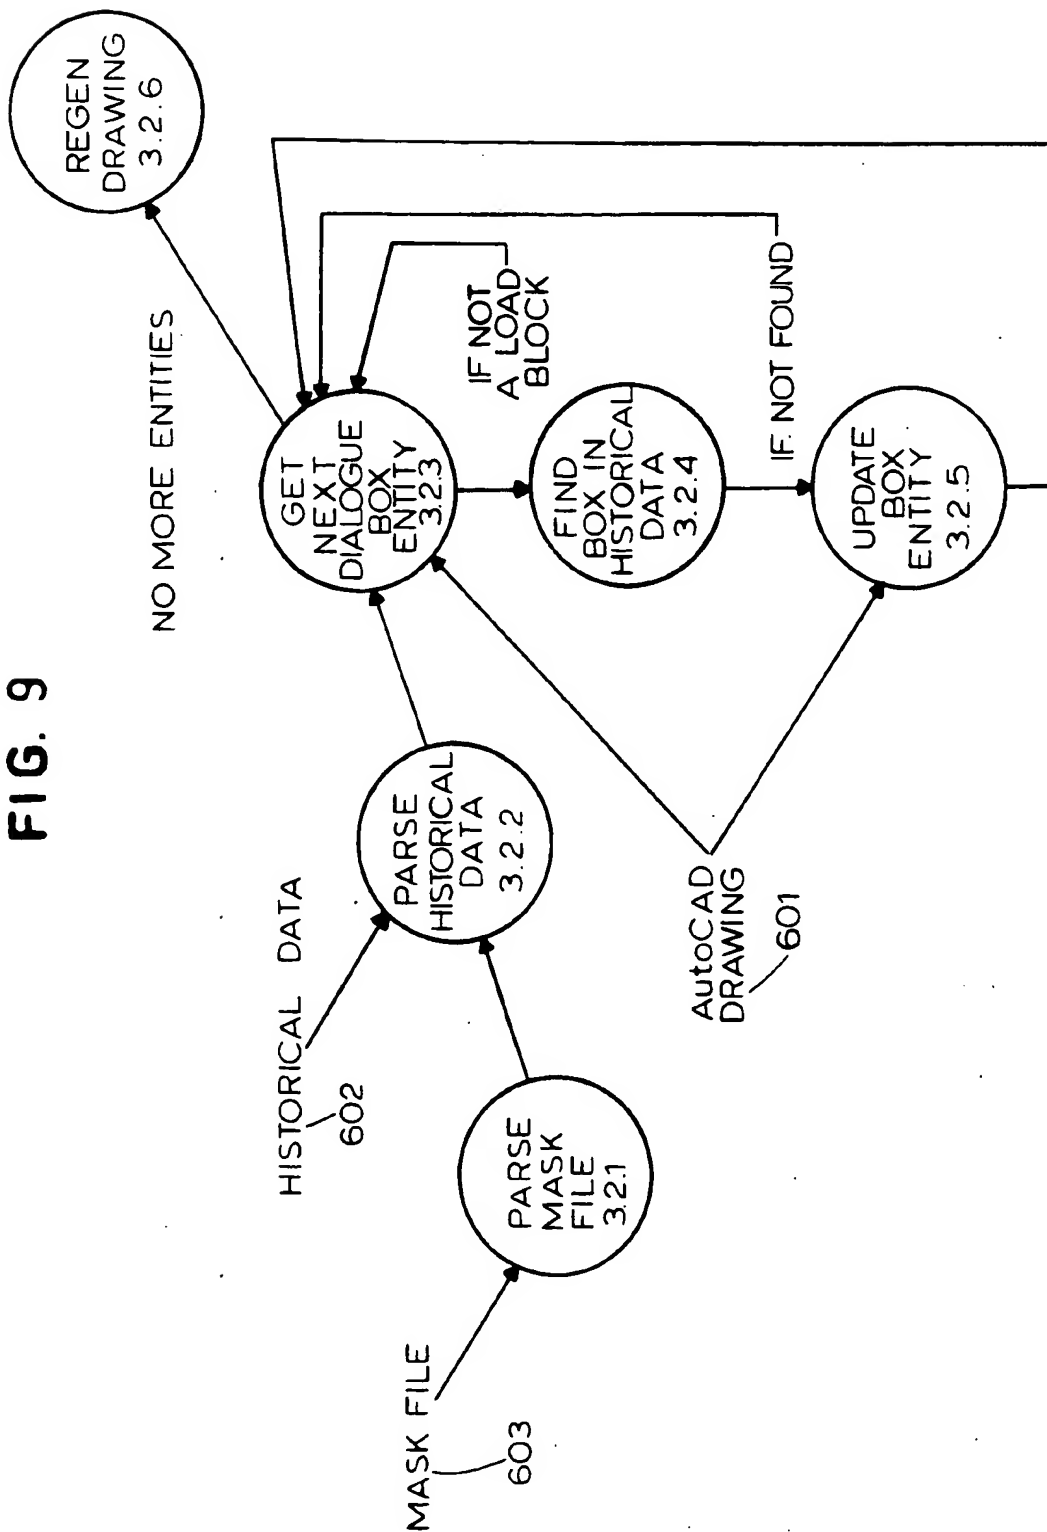 FIG. 9
MASK FILE
603
PARSE
MASK
FILE
3.2.1
HISTORICAL DATA
602
PARSE
HISTORICAL
DATA
3.2.2
AutoCAD
DRAWING
601
NO MORE ENTITIES
REGEN
DRAWING
3.2.6
GET
NEXT
DIALOGUE
BOX
ENTITY
3.2.3
IF NOT
A LOAD
BLOCK
FIND
BOX IN
HISTORICAL
DATA
3.2.4
IF NOT FOUND
UPDATE
BOX
ENTITY
3.2.5